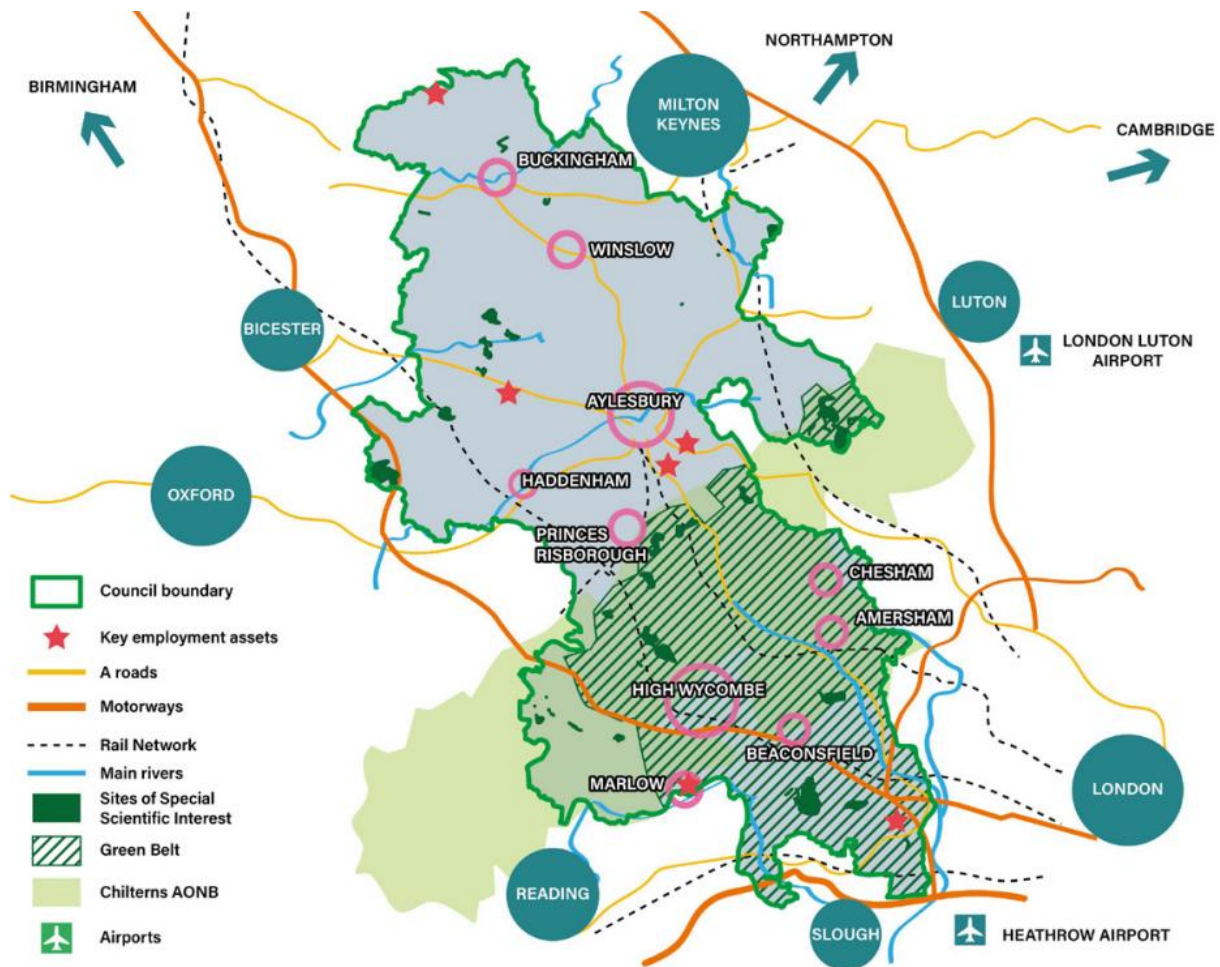 NORTHAMPTON
BIRMINGHAM
MILTON
KEYNES
CAMBRIDGE
BUCKINGHAM
WINSLOW
LUTON
BICESTER
LONDON LUTON
AIRPORT
AYLESBURY
OXFORD
HADDENHAM
PRINCES
RISBOROUGH
CHESHAM
AMERSHAM
HIGH WYCOMBE
BEACONSFIELD
MARLOW
LONDON
READING
SLOUGH
HEATHROW AIRPORT
Council boundary
Key employment assets
A roads
Motorways
Rail Network
Main rivers
Sites of Special
Scientific Interest
Green Belt
Chilterns AONB
Airports